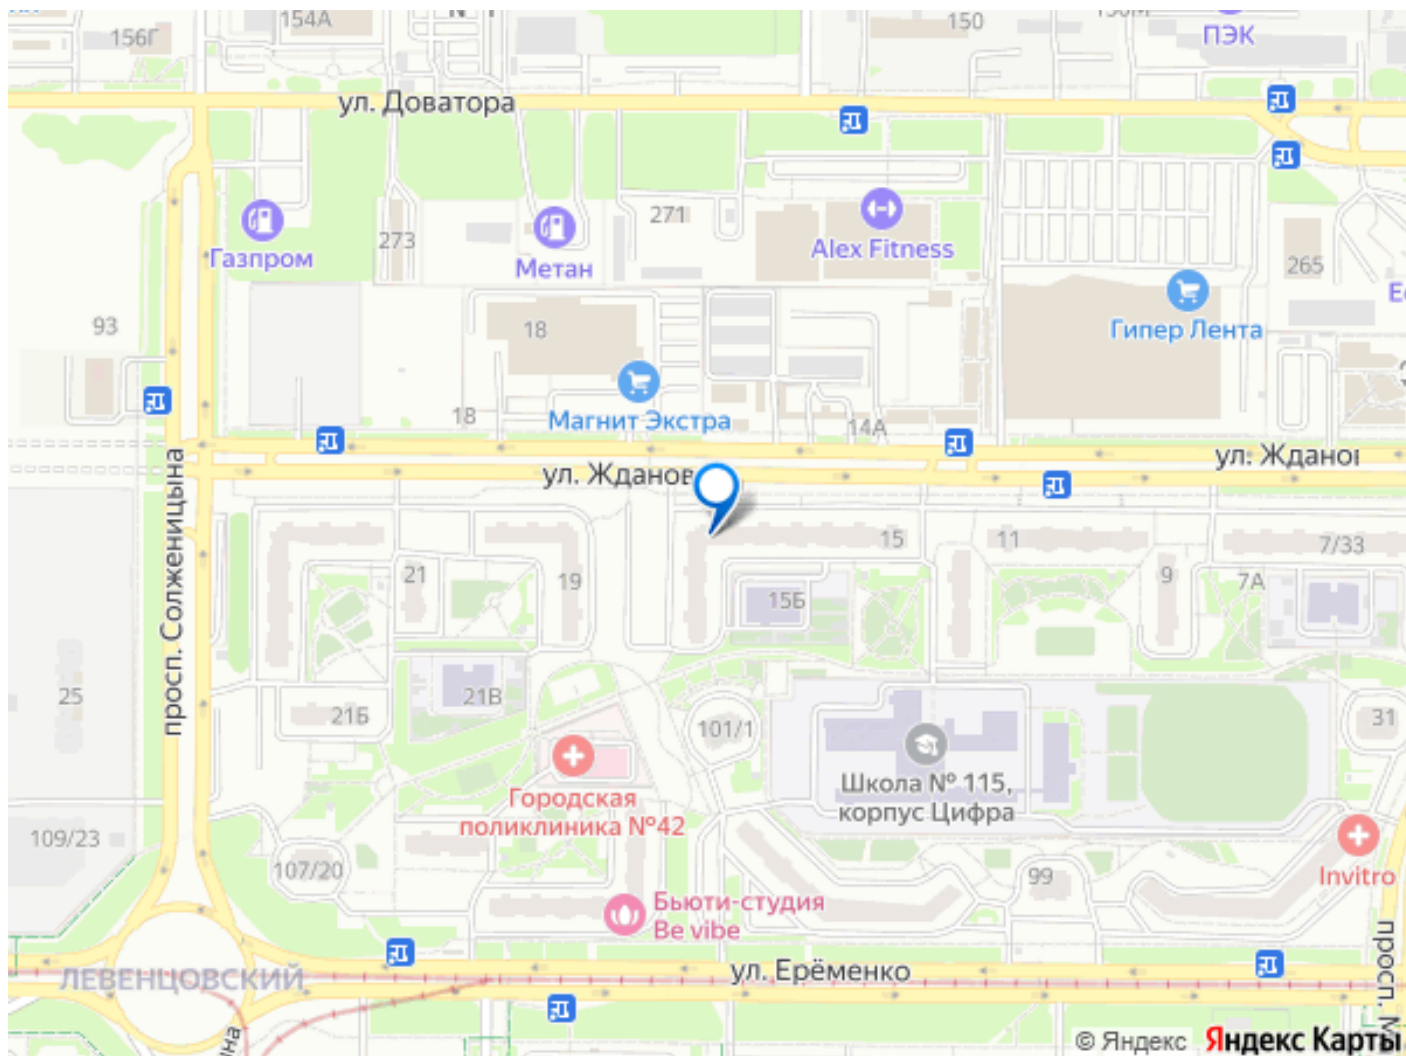 154А
150
156Г
ПЭК
ул. Доватора
271
273
Газпром
Метан
Alex Fitness
265
93
18
Гипер Лента
18
Магнит Экстра
14А
ул. Жданов
ул. Жданов
просп. Солженицына
15
11
7/33
21
19
15Б
9
7А
25
21В
21Б
101/1
31
Школа № 115,
корпус Цифра
Городская
поликлиника №42
109/23
107/20
99
Invitro
Бьюти-студия
Be vibe
просп. М
ул. Ерёменко
ЛЕВЕНЦОВСКИЙ
© Яндекс
Яндекс Карты